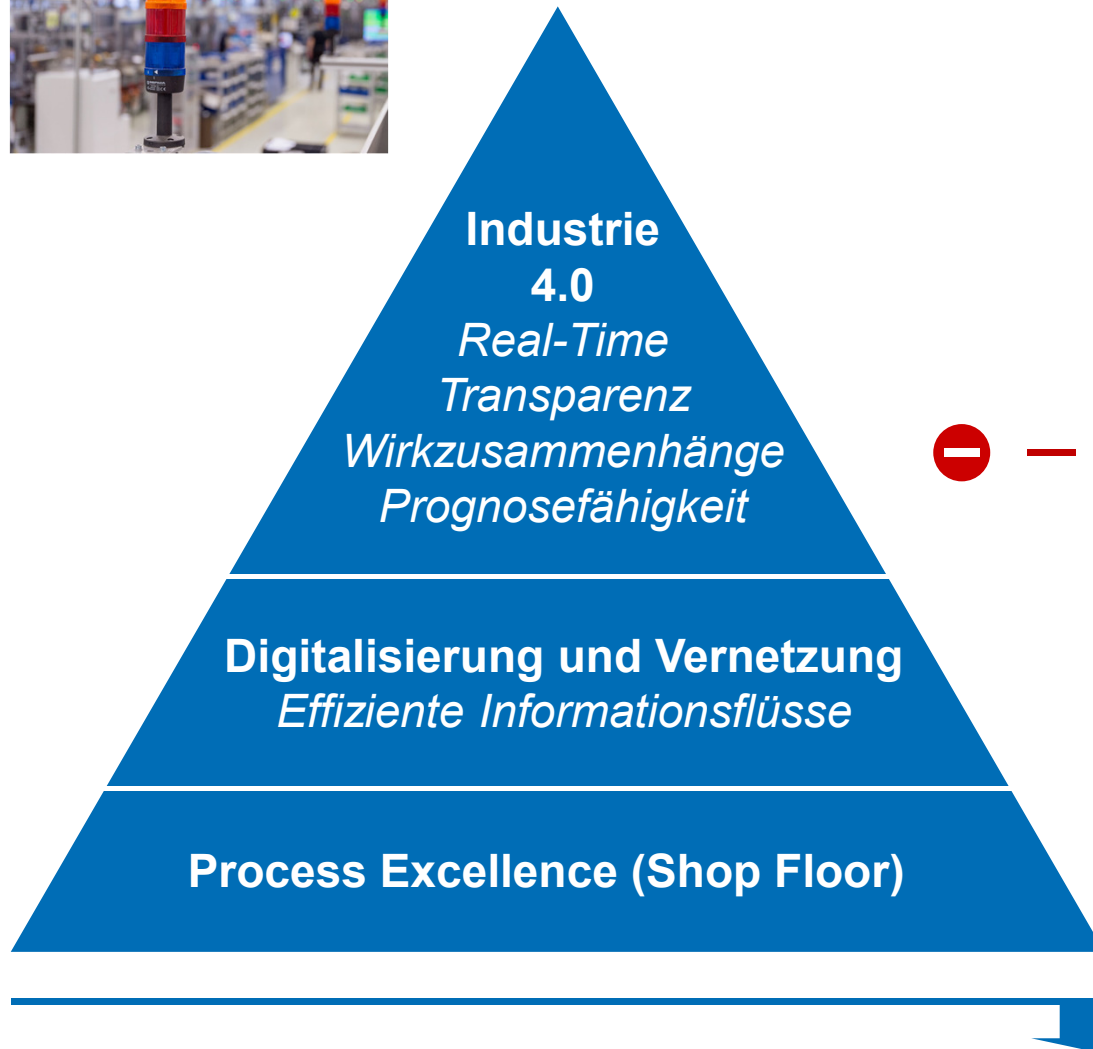 Industrie
4.0
Real-Time
Transparenz
Wirkzusammenhänge
Prognosefähigkeit
Digitalisierung und Vernetzung
Effiziente Informationsflüsse
Process Excellence (Shop Floor)